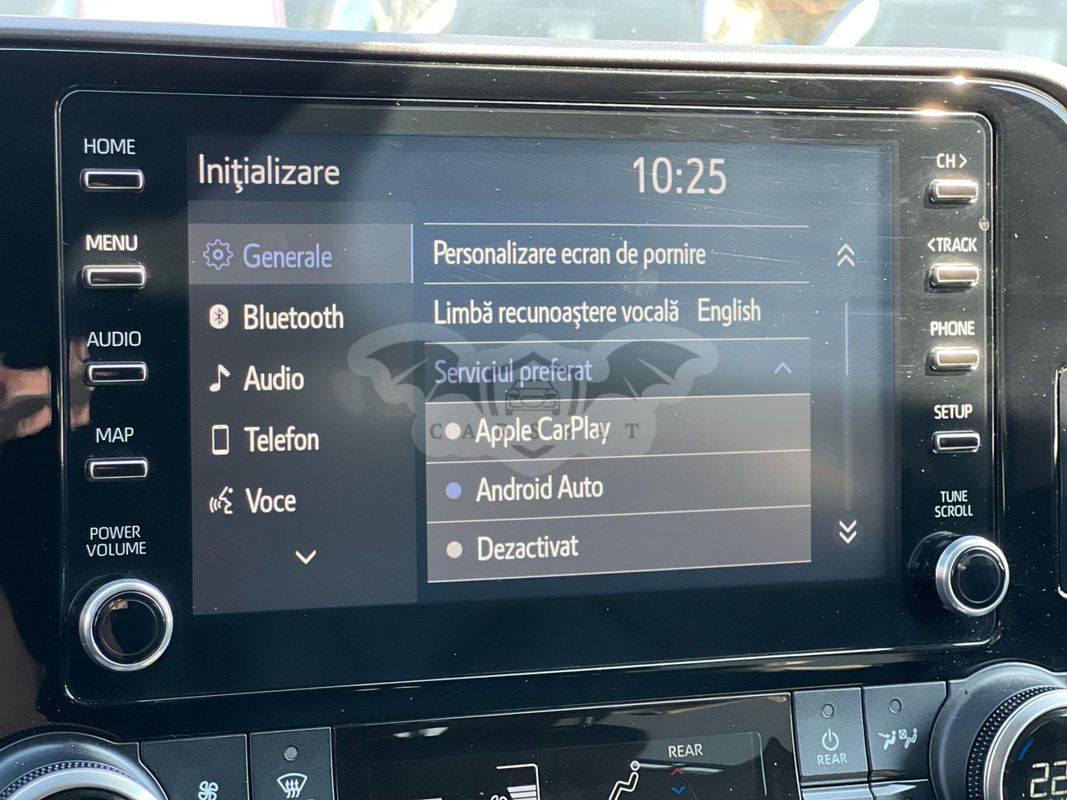 HOME
Iniţializare
10:25
CH>
MENU
Generale
Personalizare ecran de pornire
<TRACK
Bluetooth
Limbă recunoaştere vocală English
PHONE
AUDIO
Audio
Serviciul preferat
SETUP
MAP
Telefon
Apple CarPlay
Android Auto
Voce
TUNE
SCROLL
POWER
VOLUME
Dezactivat
REAR
REAR
22